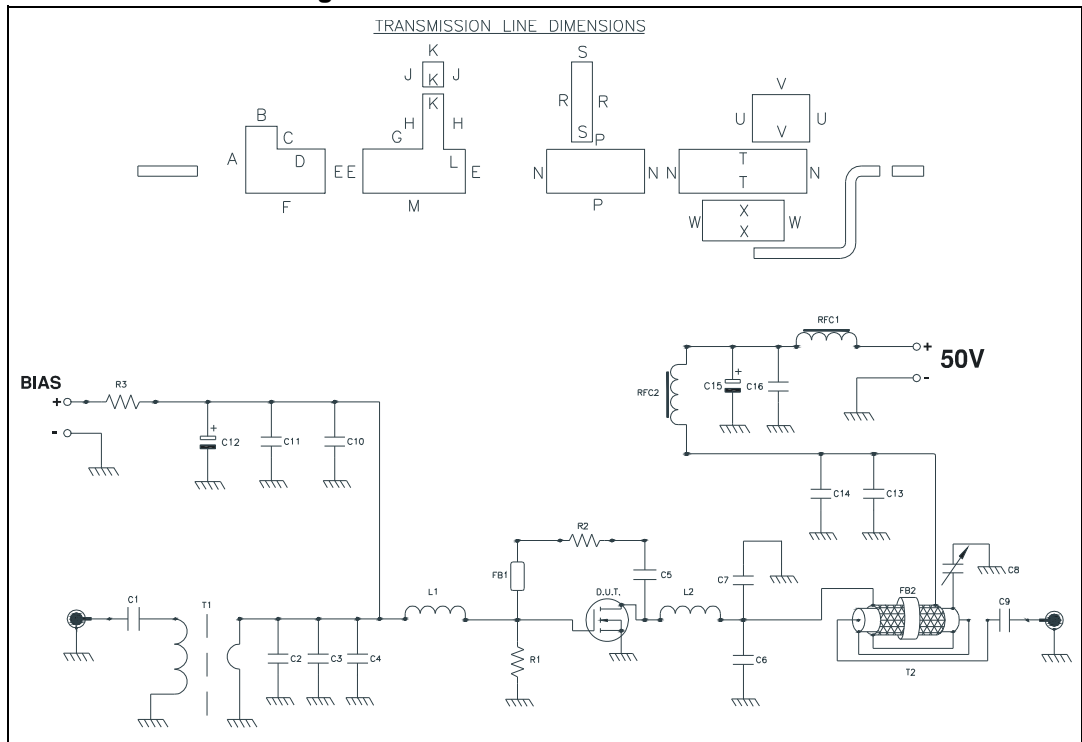 TRANSMISSION LINE DIMENSIONS
K
J K J
K
B
C
A D E
F
G H H
E L E
M
S
R R
S
P
N N
P
V
U U
V
T
N T N
X
W X W
RFC1
+ 50V
-
RFC2
+
C15 C16
BIAS
+ R3
-
+
C12 C11 C10
C14 C13
R2
FB1
C5
D.U.T.
L1
L2
C7
C8
FB2
C9
C1
T1
C2 C3 C4
R1
C6
T2